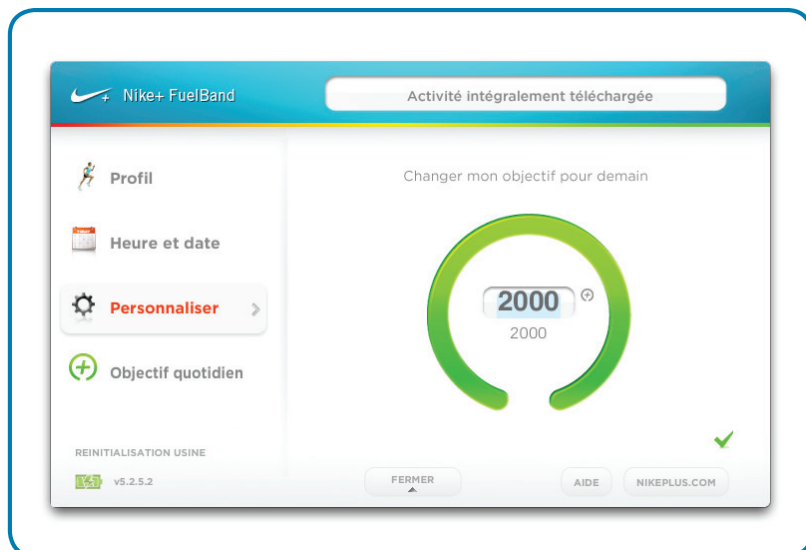 Nike+ FuelBand
Activité intégralement téléchargée
Profil
Heure et date
Personnaliser
Objectif quotidien
REINITIALISATION USINE
v5.2.5.2
Changer mon objectif pour demain
2000
2000
FERMER
AIDE
NIKEPLUS.COM